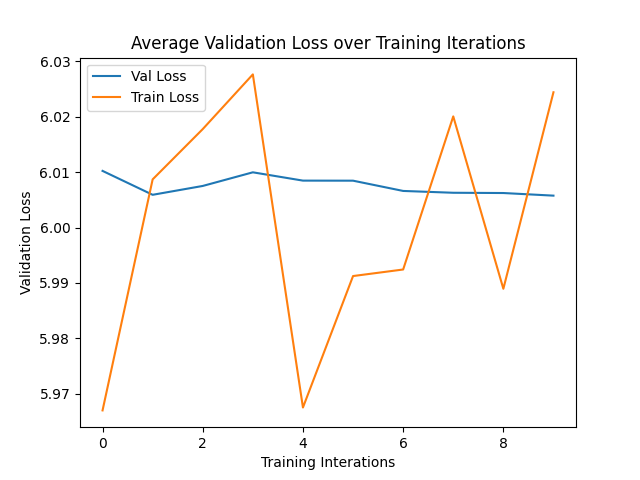 Average Validation Loss over Training Iterations
Val Loss
Train Loss
6.03
6.02
6.01
6.00
5.99
5.98
5.97
Validation Loss
0 2 4 6 8
Training Interations